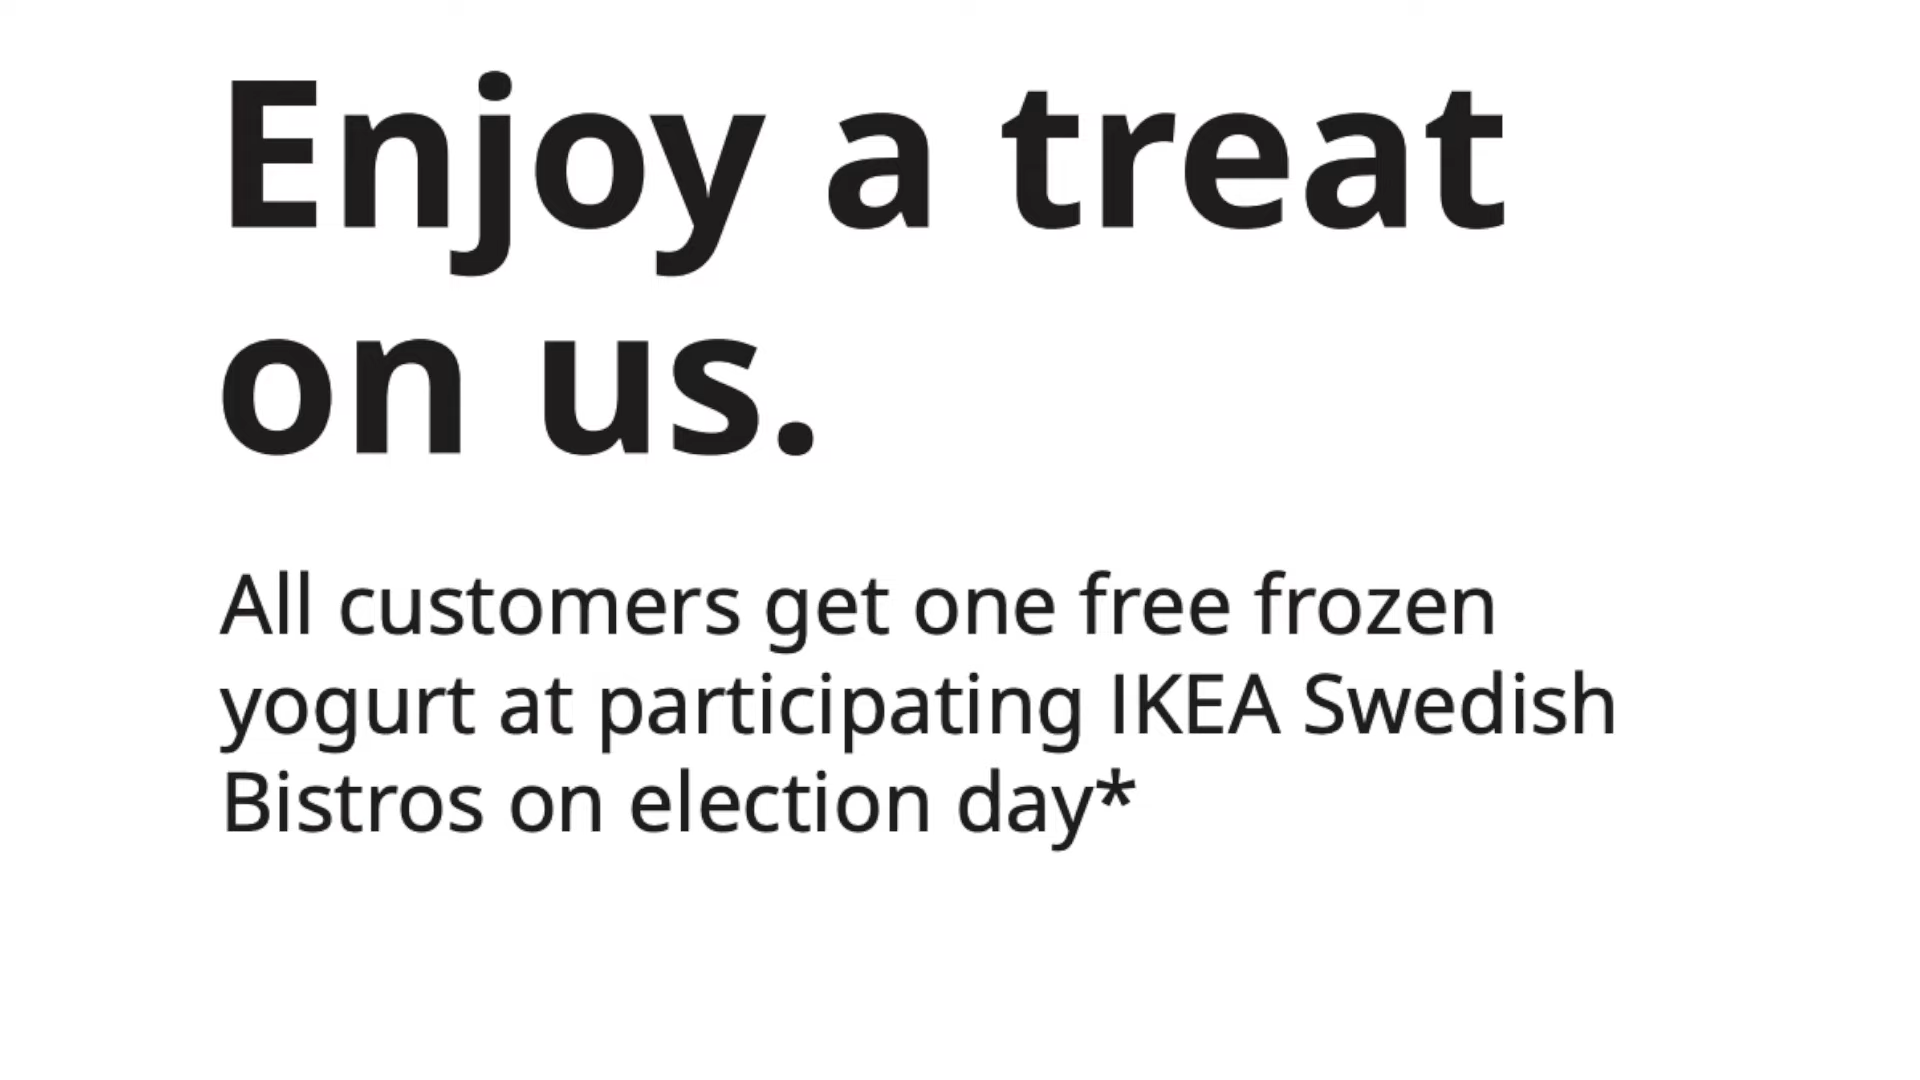 Enjoy a treat
on us.
All customers get one free frozen
yogurt at participating IKEA Swedish
Bistros on election day*